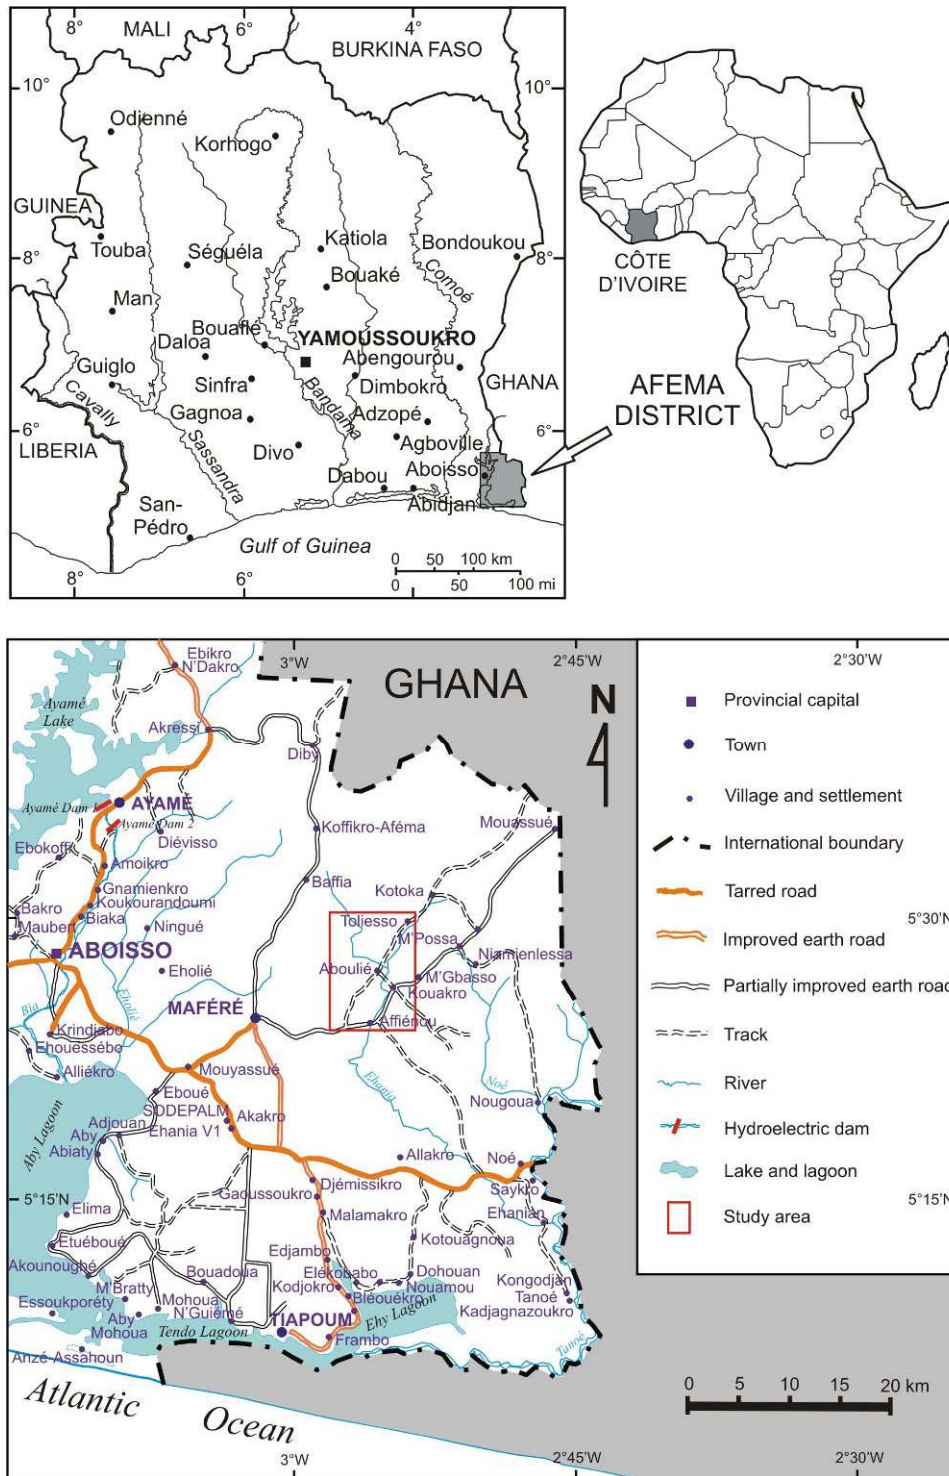 8°
6°
4°
MALI
BURKINA FASO
10°
10°
Odienné
Korhogo
GUINEA
Touba
Séguéla
Katiola
Bondoukou
8°
8°
Bouaké
Comoé
Man
Bouaflé
YAMOUSSOUKRO
Daloa
Abengourou
Guiglo
Sinfra
Dimbokro
GHANA
Cavally
Gagnoa
Bandama
Adzopé
6°
6°
LIBERIA
Sassandra
Divo
Agboville
Aboisso
Dabou
Abidjan
San-
Pédro
Gulf of Guinea
0 50 100 km
0 50 100 mi
8°
6°
CÔTE
D'IVOIRE
AFEMA
DISTRICT
3°W
2°45'W
2°30'W
GHANA
N
Ebikro
N'Dakro
Ayamé
Lake
Akressi
Diby
Ayamé Dam 1
AYAMÉ
Ayamé Dam 2
Diévisso
Koffikro-Aféma
Mouassué
Ebokoffi
Amoikro
Baffia
Kotoka
Gnamienkro
Koukourandoumi
Bakro
Biaka
Maubert
Ningué
Toliesso
M'Possa
ABOISSO
Eholié
Niamienlessa
Aboulié
M'Gbasso
Kouakro
Bia
Eholié
MAFÉRÉ
Affiénou
Krindjabo
Ehouessébo
Alliékro
Mouyassué
Ehania
Noé
Nougoua
Eboué
SODEPALM
Akakro
Ehania V1
Aby Lagoon
Adjouan
Aby
Abiaty
Allakro
Noé
Gaoussoukro
Djémissikro
Saykro
Elima
Malamakro
Ehanian
Etuéboué
Kotouagnoua
Edjambo
Akounoughé
Bouadoua
Elékobabo
Dohouan
Kongodjan
M'Bratty
Kodjokro
Nouamou
Tanoé
Essoukporéty
Mohoua
Bléouékro
Kadjagnazoukro
N'Guiémé
Aby
Mohoua
TIAPOUM
Ehy Lagoon
Tendo Lagoon
Frambo
Tanoé
Anzé-Assahoun
Atlantic
Ocean
5°15'N
Provincial capital
Town
Village and settlement
International boundary
Tarred road
5°30'N
Improved earth road
Partially improved earth road
Track
River
Hydroelectric dam
Lake and lagoon
5°15'N
Study area
0 5 10 15 20 km
3°W
2°45'W
2°30'W